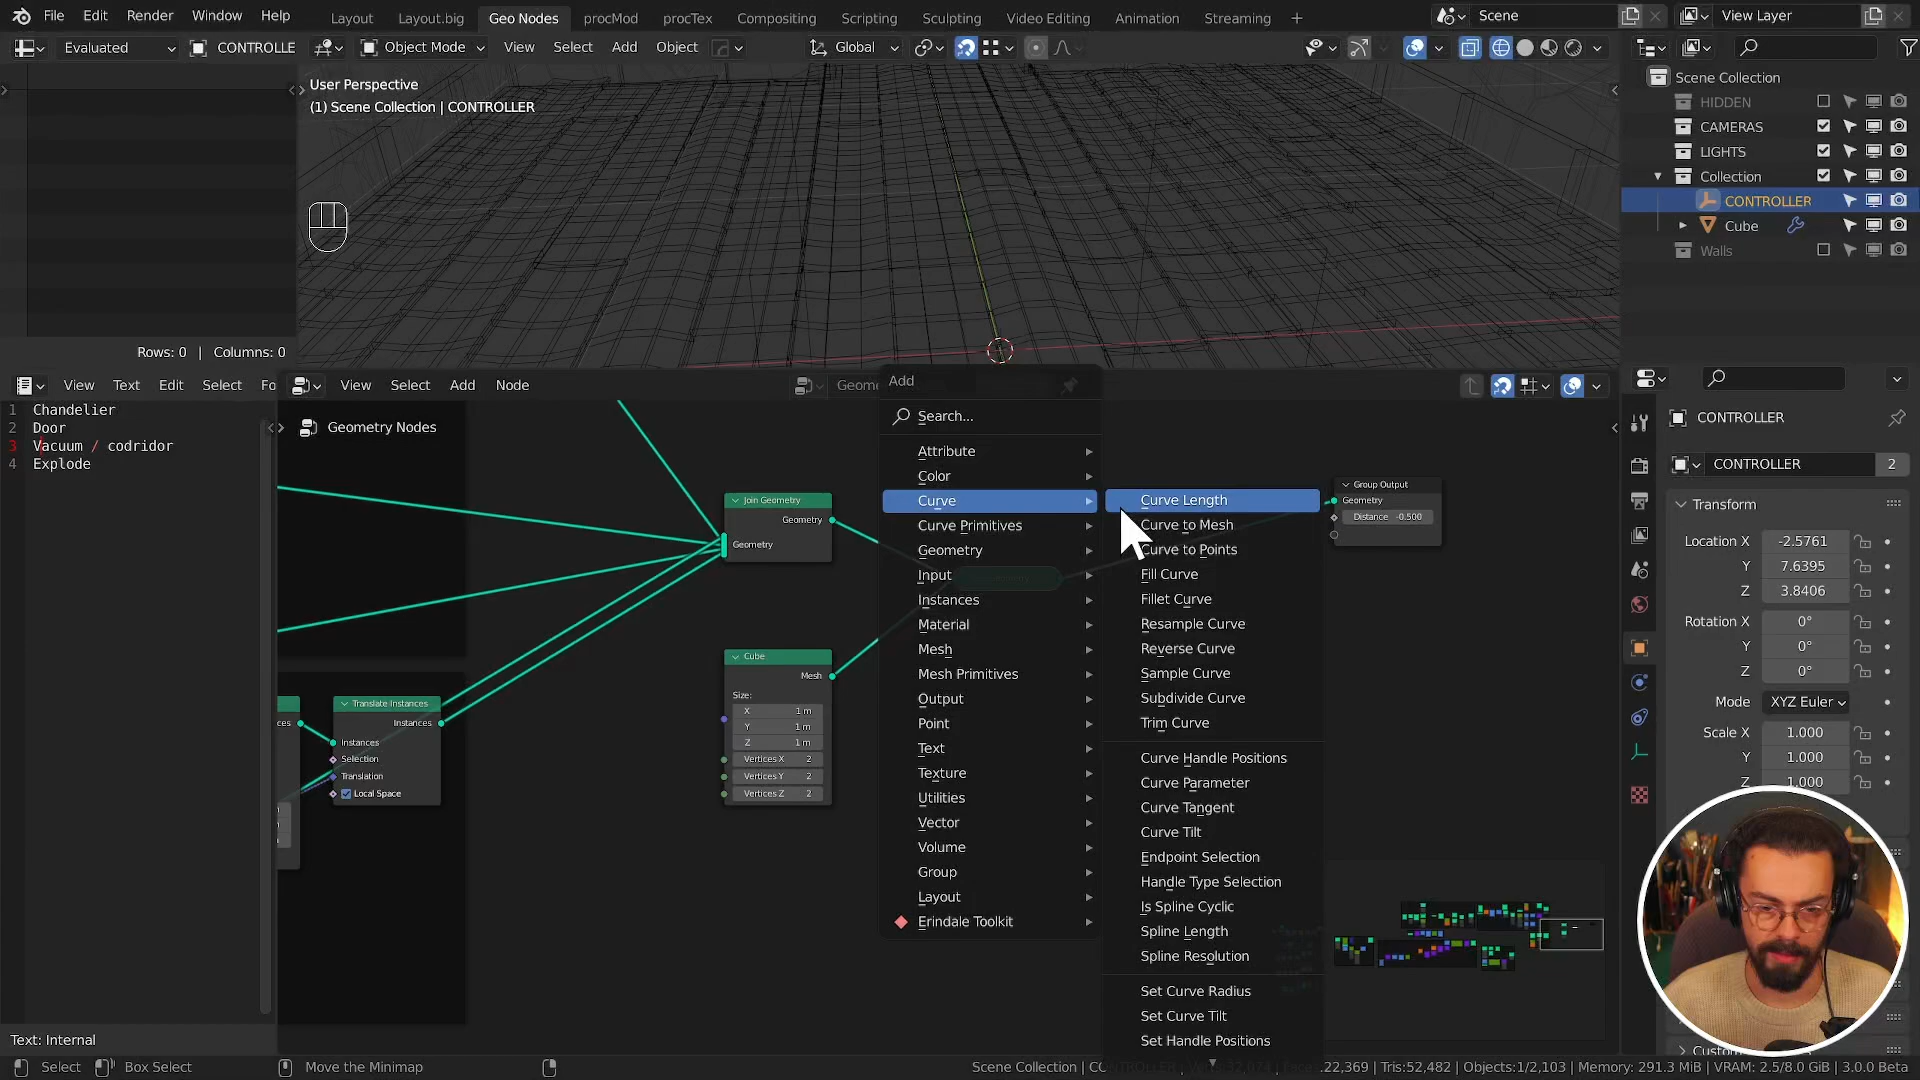 File Edit Render Window Help
Layout Layout.big Geo Nodes procMod procTex Compositing Scripting Sculpting Video Editing Animation Streaming +
Scene
View Layer
Evaluated
CONTROLLE
Object Mode
View Select Add Object
Global
User Perspective
(1) Scene Collection | CONTROLLER
Scene Collection
HIDDEN
CAMERAS
LIGHTS
Collection
CONTROLLER
Cube
Walls
Rows: 0 | Columns: 0
View Text Edit Select Fo
1 Chandelier
2 Door
3 Vacuum / codridor
4 Explode
Text: Internal
View Select Add Node
Geome
Geometry Nodes
Join Geometry
Geometry
Geometry
Cube
Mesh
Size:
X 1 m
Y 1 m
Z 1 m
Vertices X 2
Vertices Y 2
Vertices Z 2
ces
Translate Instances
Instances
Instances
Selection
Translation
Local Space
Group Output
Geometry
Distance -0.500
Add
Search...
Attribute
Color
Curve
Curve Primitives
Geometry
Input
Instances
Material
Mesh
Mesh Primitives
Output
Point
Text
Texture
Utilities
Vector
Volume
Group
Layout
Erindale Toolkit
Curve Length
Curve to Mesh
Curve to Points
Fill Curve
Fillet Curve
Resample Curve
Reverse Curve
Sample Curve
Subdivide Curve
Trim Curve
Curve Handle Positions
Curve Parameter
Curve Tangent
Curve Tilt
Endpoint Selection
Handle Type Selection
Is Spline Cyclic
Spline Length
Spline Resolution
Set Curve Radius
Set Curve Tilt
Set Handle Positions
CONTROLLER
CONTROLLER 2
Transform
Location X -2.5761
Y 7.6395
Z 3.8406
Rotation X 0°
Y 0°
Z 0°
Mode XYZ Euler
Scale X 1.000
Y 1.000
Z 1.000
Select Box Select Move the Minimap
Scene Collection | CO
22,369 | Tris:52,482 | Objects:1/2,103 | Memory: 291.3 MiB | VRAM: 2.5/8.0 GiB | 3.0.0 Beta